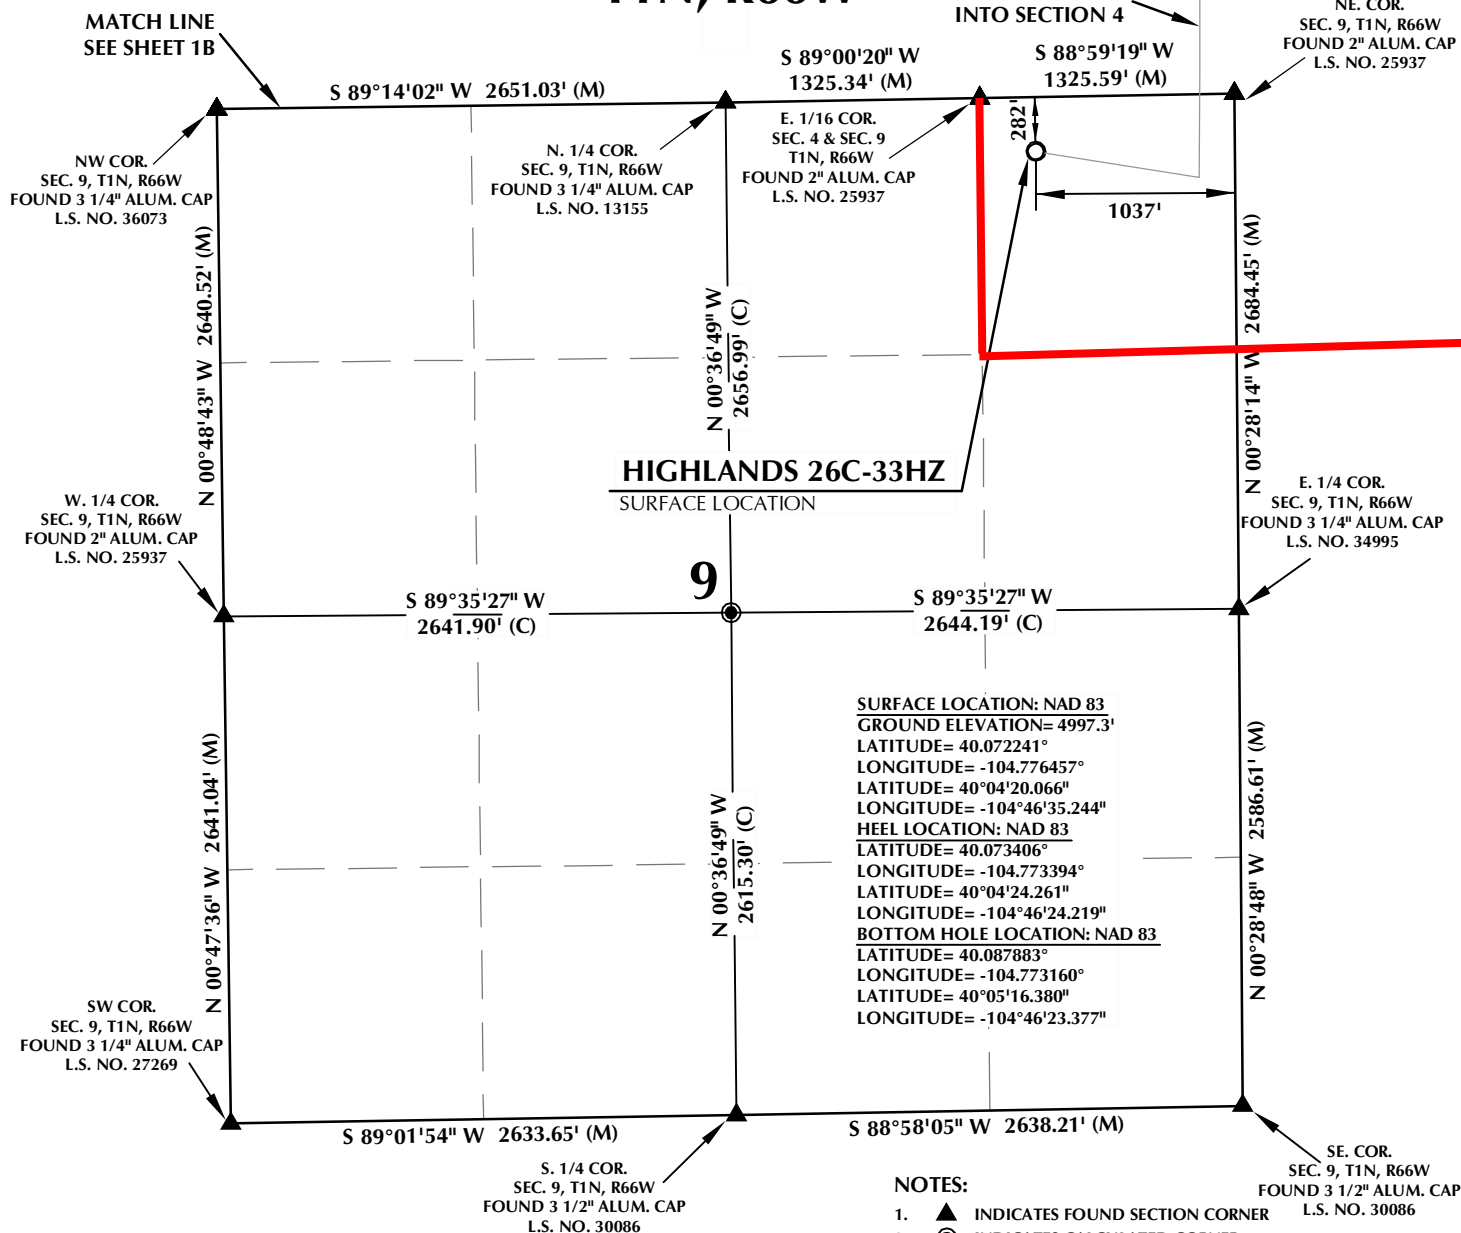 T1N, R66W
MATCH LINE
SEE SHEET 1B
INTO SECTION 4
NE. COR.
SEC. 9, T1N, R66W
FOUND 2" ALUM. CAP
L.S. NO. 25937
S 89°14'02" W 2651.03' (M)
S 89°00'20" W
1325.34' (M)
S 88°59'19" W
1325.59' (M)
NW COR.
SEC. 9, T1N, R66W
FOUND 3 1/4" ALUM. CAP
L.S. NO. 36073
N. 1/4 COR.
SEC. 9, T1N, R66W
FOUND 3 1/4" ALUM. CAP
L.S. NO. 13155
E. 1/16 COR.
SEC. 4 & SEC. 9
T1N, R66W
FOUND 2" ALUM. CAP
L.S. NO. 25937
282'
1037'
N 00°48'43" W 2640.52' (M)
N 00°36'49" W
2656.99' (C)
N 00°28'14" W 2684.45' (M)
HIGHLANDS 26C-33HZ
SURFACE LOCATION
W. 1/4 COR.
SEC. 9, T1N, R66W
FOUND 2" ALUM. CAP
L.S. NO. 25937
E. 1/4 COR.
SEC. 9, T1N, R66W
FOUND 3 1/4" ALUM. CAP
L.S. NO. 34995
9
S 89°35'27" W
2641.90' (C)
S 89°35'27" W
2644.19' (C)
N 00°47'36" W 2641.04' (M)
N 00°36'49" W
2615.30' (C)
SURFACE LOCATION: NAD 83
GROUND ELEVATION= 4997.3'
LATITUDE= 40.072241°
LONGITUDE= -104.776457°
LATITUDE= 40°04'20.066"
LONGITUDE= -104°46'35.244"
HEEL LOCATION: NAD 83
LATITUDE= 40.073406°
LONGITUDE= -104.773394°
LATITUDE= 40°04'24.261"
LONGITUDE= -104°46'24.219"
BOTTOM HOLE LOCATION: NAD 83
LATITUDE= 40.087883°
LONGITUDE= -104.773160°
LATITUDE= 40°05'16.380"
LONGITUDE= -104°46'23.377"
N 00°28'48" W 2586.61' (M)
SW COR.
SEC. 9, T1N, R66W
FOUND 3 1/4" ALUM. CAP
L.S. NO. 27269
S 89°01'54" W 2633.65' (M)
S 88°58'05" W 2638.21' (M)
S. 1/4 COR.
SEC. 9, T1N, R66W
FOUND 3 1/2" ALUM. CAP
L.S. NO. 30086
SE. COR.
SEC. 9, T1N, R66W
FOUND 3 1/2" ALUM. CAP
L.S. NO. 30086
NOTES:
1. ▲ INDICATES FOUND SECTION CORNER
INDICATES CALCULATED CORNER